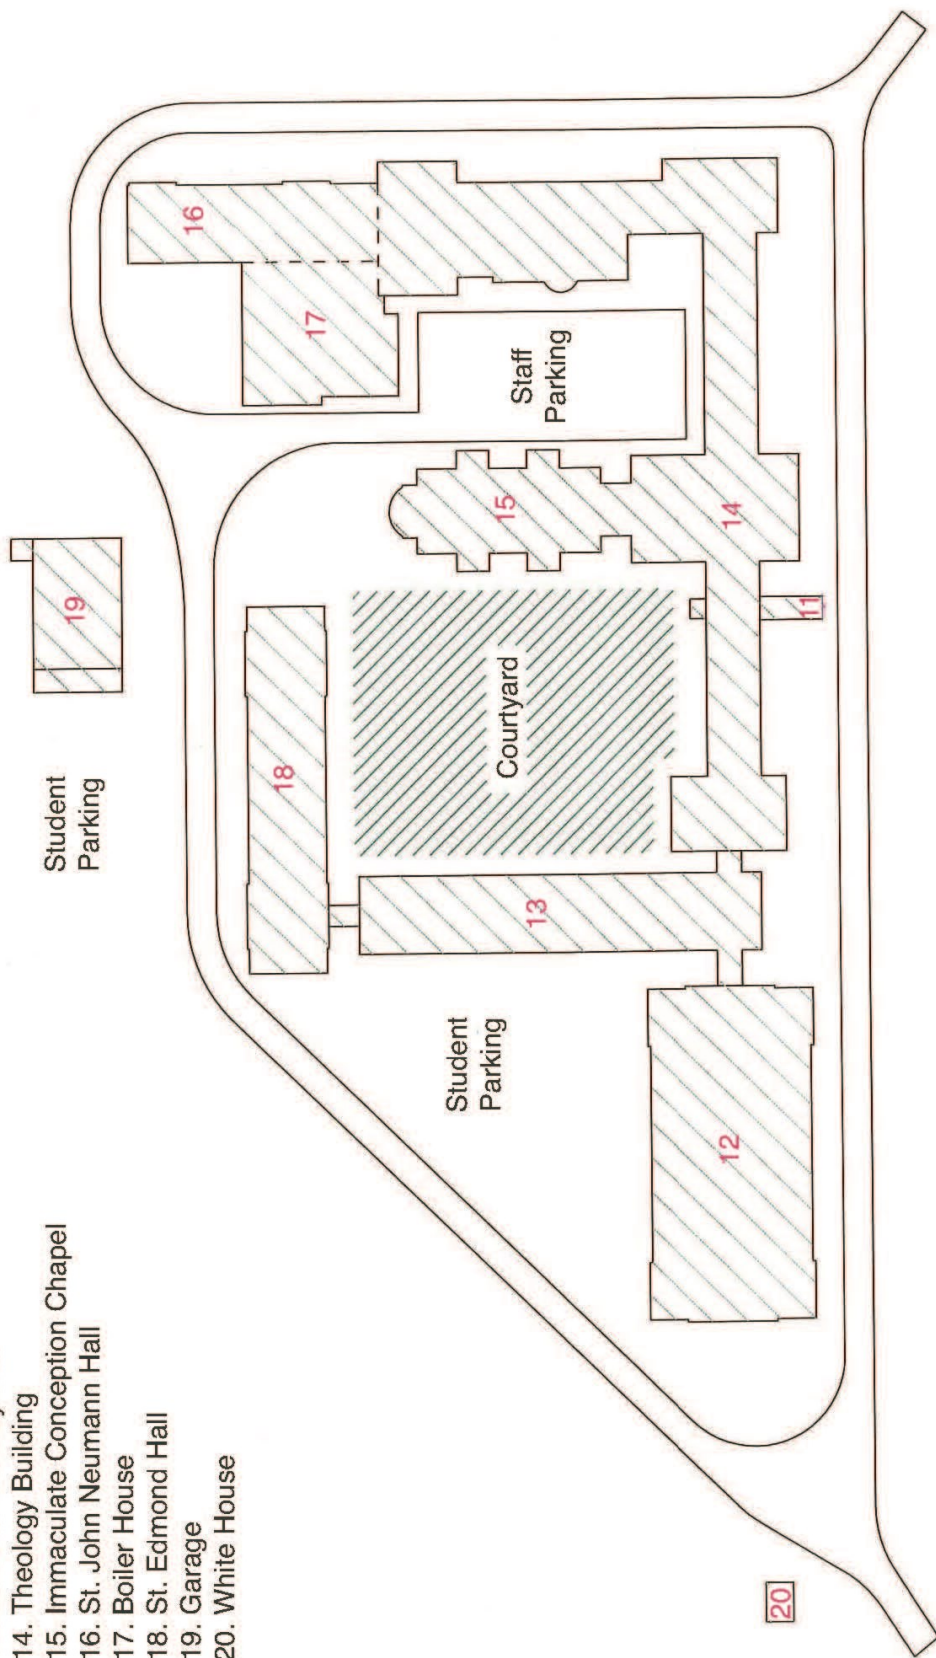 14. Theology Building
15. Immaculate Conception Chapel
16. St. John Neumann Hall
17. Boiler House
18. St. Edmond Hall
19. Garage
20. White House
19
Student
Parking
16
17
18
Staff
Parking
15
Courtyard
Student
Parking
13
14
12
11
20